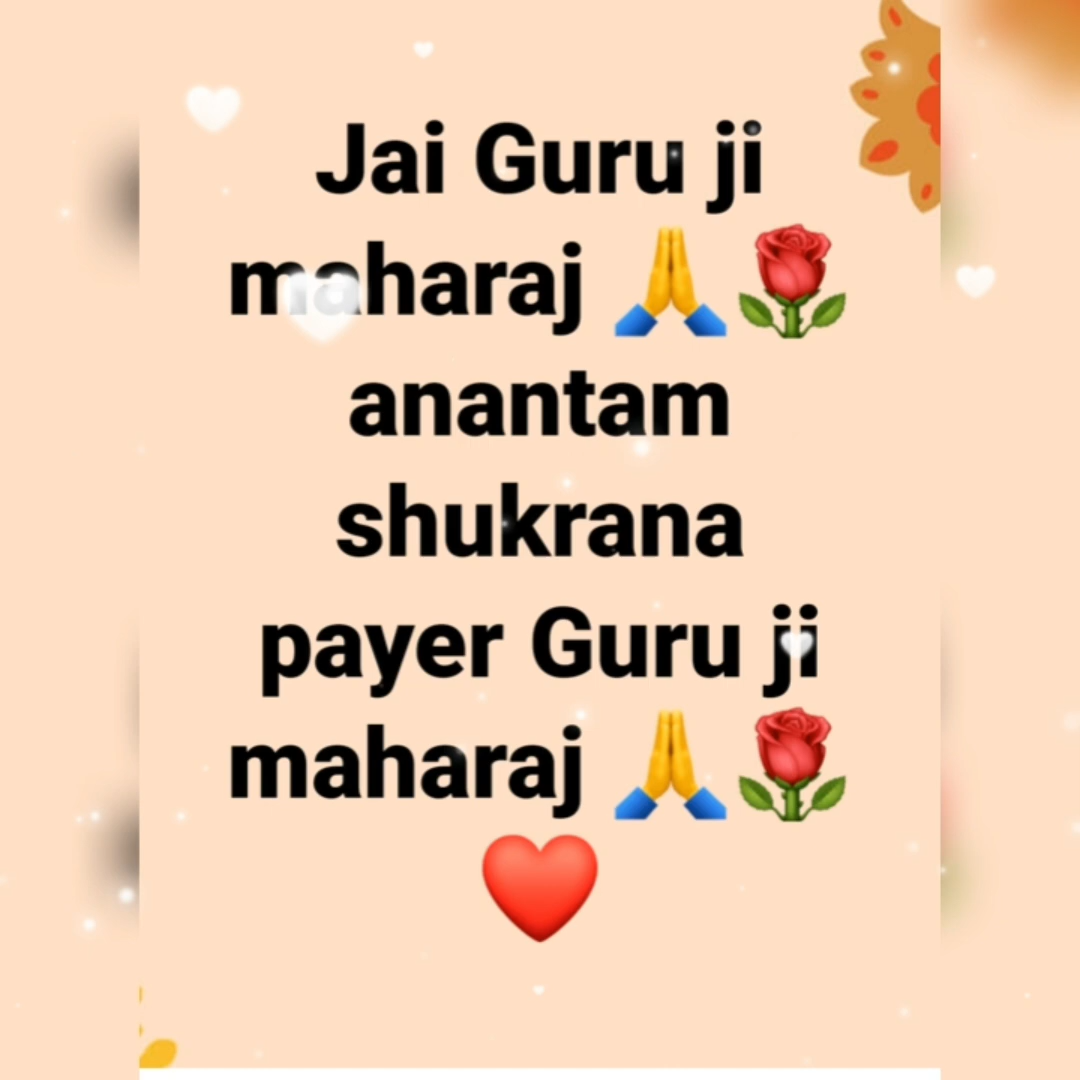 Jai Guru ji
maharaj 🙏🌹
anantam
shukrana
payer Guru ji
maharaj 🙏🌹
❤️